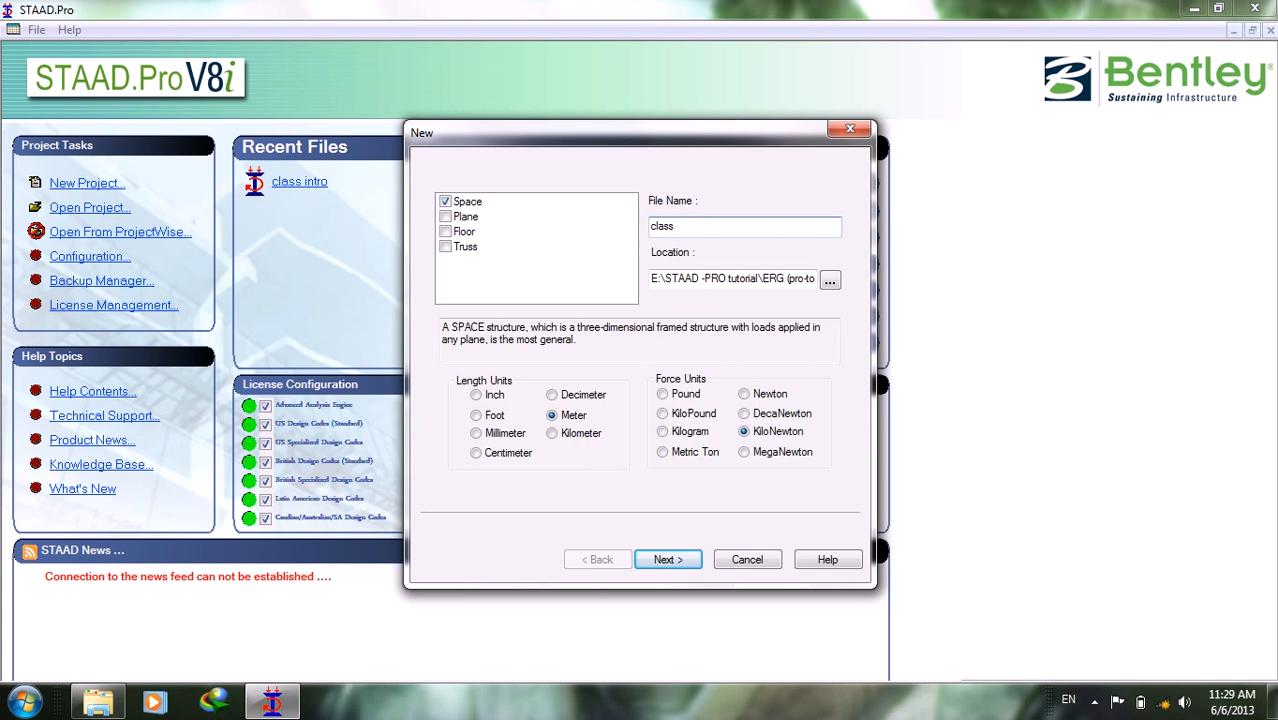 STAAD.Pro
File Help
STAAD.Pro V8i
Bentley
Sustaining Infrastructure
Project Tasks
New Project...
Open Project...
Open From ProjectWise...
Configuration...
Backup Manager...
License Management...
Recent Files
class intro
Help Topics
Help Contents...
Technical Support...
Product News...
Knowledge Base...
What's New
License Configuration
Advanced Analysis Engine
US Design Codes (Standard)
US Specialized Design Codes
British Design Codes (Standard)
British Specialized Design Codes
Latin American Design Codes
Canadian/Australian/SA Design Codes
STAAD News ...
Connection to the news feed can not be established ....
New
Space
Plane
Floor
Truss
File Name :
class
Location :
E:\STAAD -PRO tutorial\ERG (pro-to
...
A SPACE structure, which is a three-dimensional framed structure with loads applied in
any plane, is the most general.
Length Units
Inch Decimeter
Foot Meter
Millimeter Kilometer
Centimeter
Force Units
Pound Newton
KiloPound DecaNewton
Kilogram KiloNewton
Metric Ton MegaNewton
< Back Next > Cancel Help
EN
11:29 AM
6/6/2013